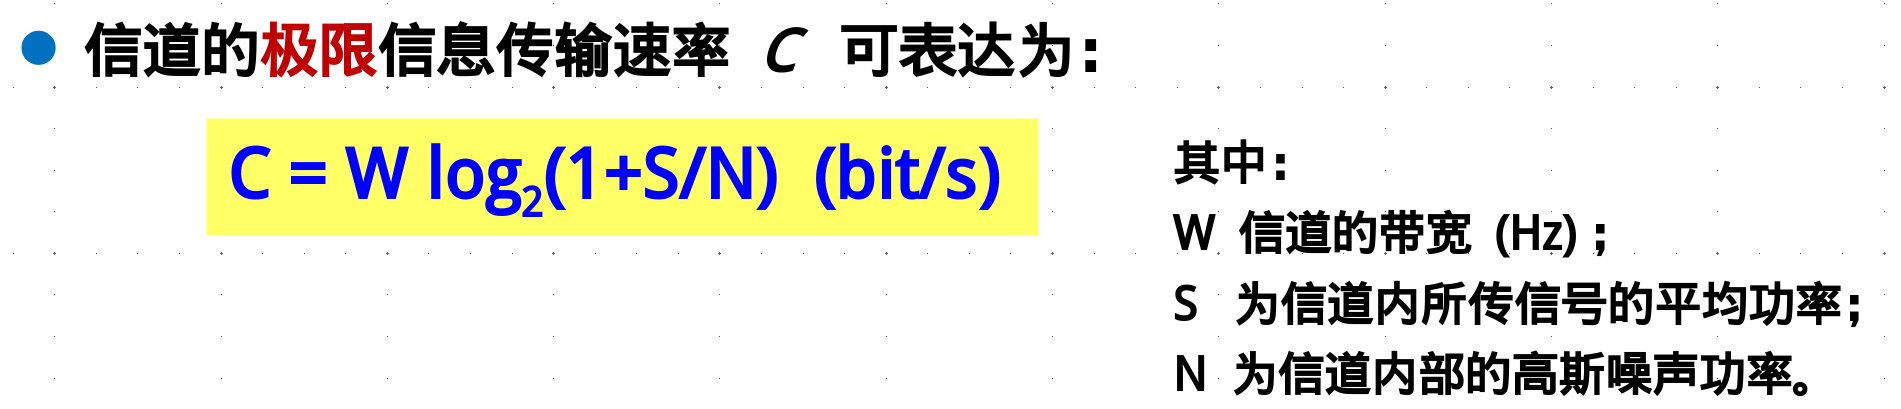 信道的极限信息传输速率 C 可表达为：
C = W log₂(1+S/N) (bit/s)
其中：
W 信道的带宽 (Hz)；
S 为信道内所传信号的平均功率；
N 为信道内部的高斯噪声功率。